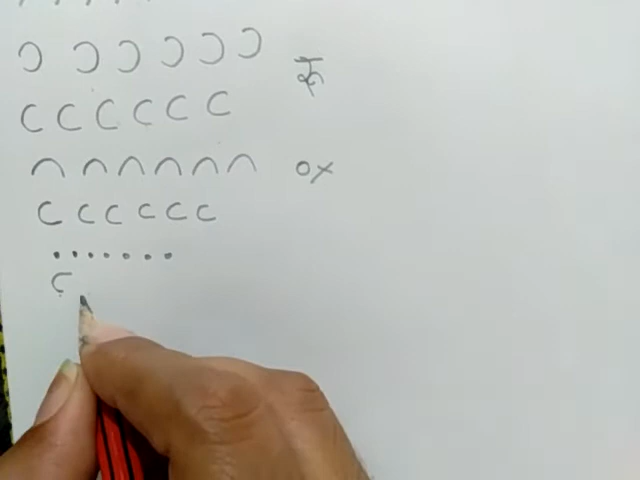 Ɔ Ɔ Ɔ Ɔ Ɔ Ɔ
क
C C C C C C
⌒ ⌒ ⌒ ⌒ ⌒ ⌒ ox
C C C C C C
. . . . . . .
C